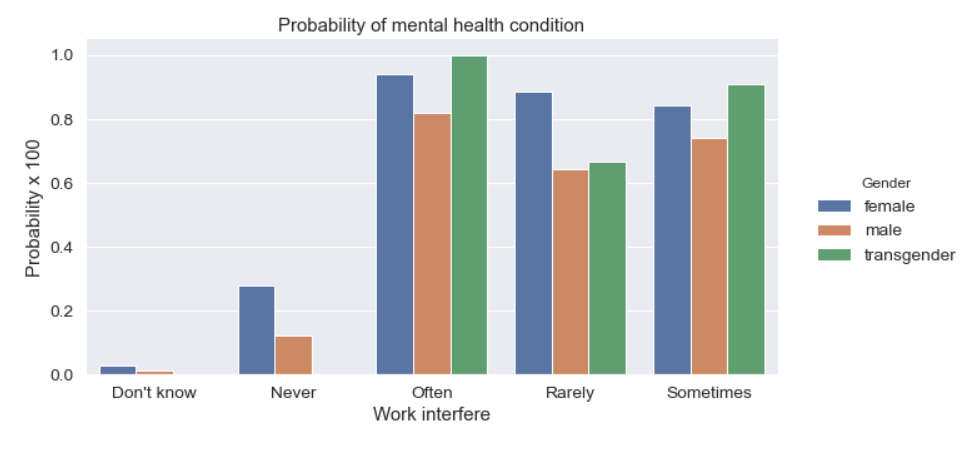 Probability of mental health condition
Probability x 100
1.0
0.8
0.6
0.4
0.2
0.0
Don't know Never Often Rarely Sometimes
Work interfere
Gender
female
male
transgender